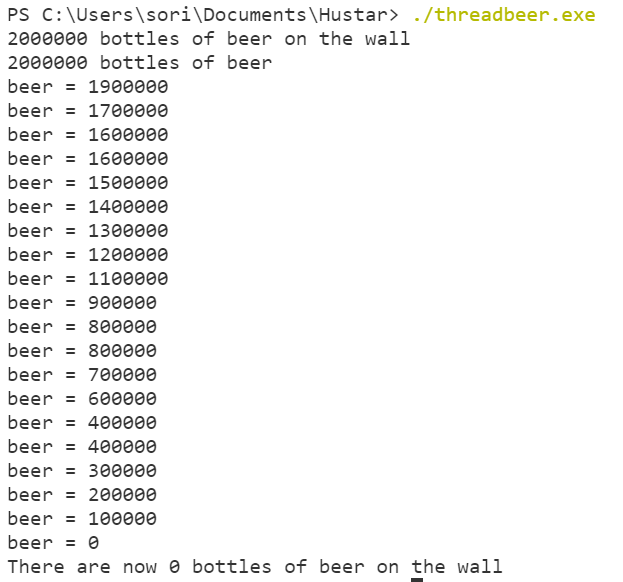 PS C:\Users\sori\Documents\Hustar> ./threadbeer.exe
2000000 bottles of beer on the wall
2000000 bottles of beer
beer = 1900000
beer = 1700000
beer = 1600000
beer = 1600000
beer = 1500000
beer = 1400000
beer = 1300000
beer = 1200000
beer = 1100000
beer = 900000
beer = 800000
beer = 800000
beer = 700000
beer = 600000
beer = 400000
beer = 400000
beer = 300000
beer = 200000
beer = 100000
beer = 0
There are now 0 bottles of beer on the wall